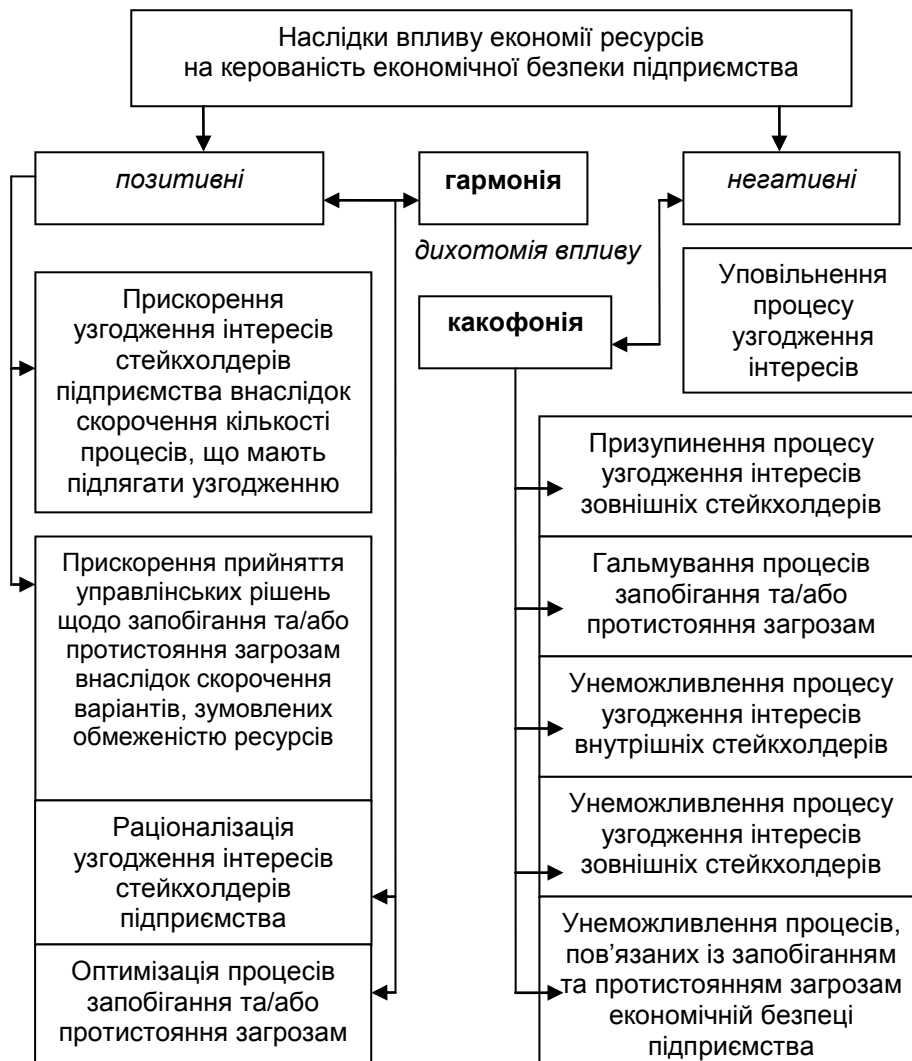 Наслідки впливу економії ресурсів
на керованість економічної безпеки підприємства
позитивні
гармонія
негативні
дихотомія впливу
какофонія
Уповільнення
процесу
узгодження
інтересів
Прискорення
узгодження інтересів
стейкхолдерів
підприємства внаслідок
скорочення кількості
процесів, що мають
підлягати узгодженню
Прискорення прийняття
управлінських рішень
щодо запобігання та/або
протистояння загрозам
внаслідок скорочення
варіантів, зумовлених
обмеженістю ресурсів
Раціоналізація
узгодження інтересів
стейкхолдерів
підприємства
Оптимізація процесів
запобігання та/або
протистояння загрозам
Призупинення процесу
узгодження інтересів
зовнішніх стейкхолдерів
Гальмування процесів
запобігання та/або
протистояння загрозам
Унеможливлення процесу
узгодження інтересів
внутрішніх стейкхолдерів
Унеможливлення процесу
узгодження інтересів
зовнішніх стейкхолдерів
Унеможливлення процесів,
пов’язаних із запобіганням
та протистоянням загрозам
економічній безпеці
підприємства